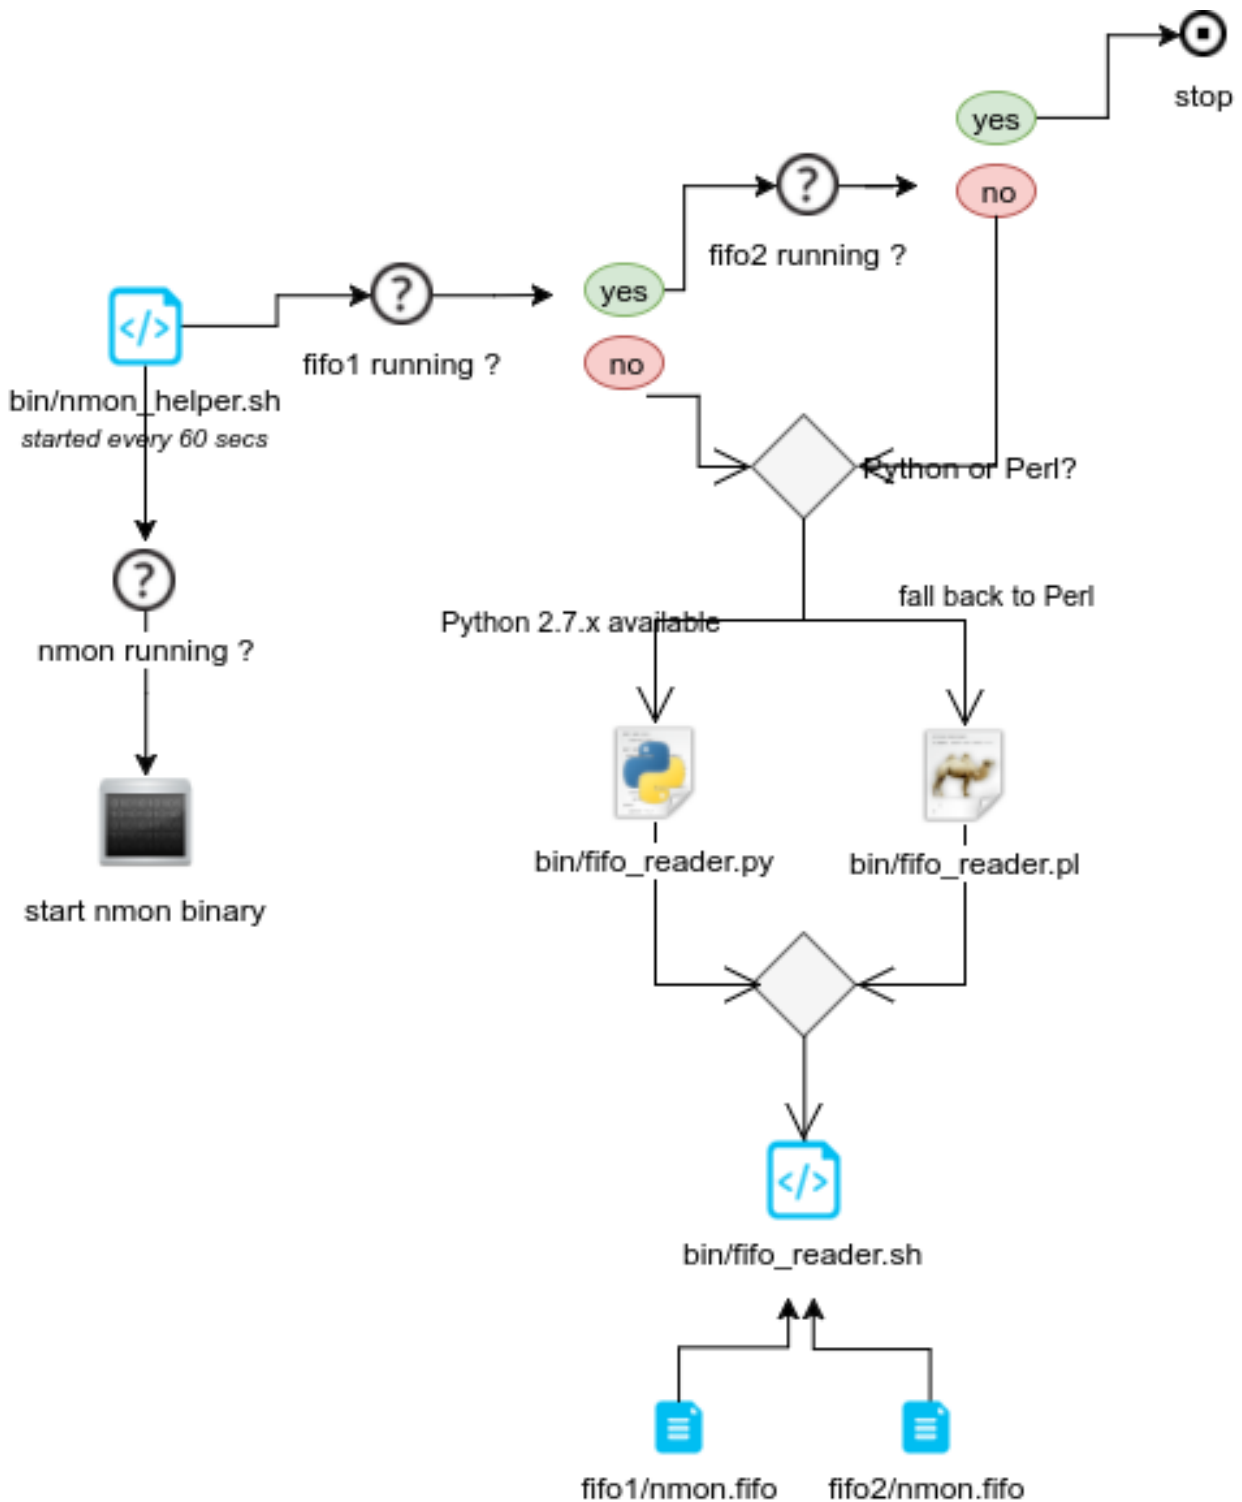 stop
yes
no
?
fifo2 running ?
yes
no
?
fifo1 running ?
</>
bin/nmon_helper.sh
started every 60 secs
Python or Perl?
?
nmon running ?
Python 2.7.x available
fall back to Perl
start nmon binary
bin/fifo_reader.py
bin/fifo_reader.pl
</>
bin/fifo_reader.sh
fifo1/nmon.fifo
fifo2/nmon.fifo